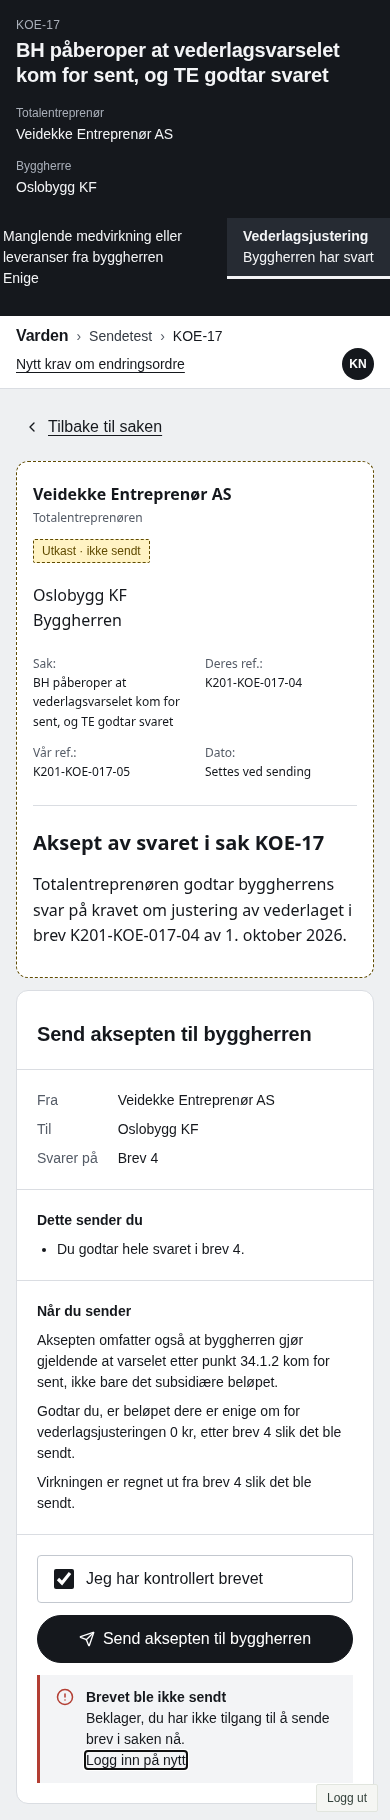 KOE-17
BH påberoper at vederlagsvarselet
kom for sent, og TE godtar svaret
Totalentreprenør
Veidekke Entreprenør AS
Byggherre
Oslobygg KF
Manglende medvirkning eller
leveranser fra byggherren
Enige
Vederlagsjustering
Byggherren har svart
Varden › Sendetest › KOE-17
Nytt krav om endringsordre
KN
Tilbake til saken
Veidekke Entreprenør AS
Totalentreprenøren
Utkast · ikke sendt
Oslobygg KF
Byggherren
Sak:
BH påberoper at
vederlagsvarselet kom for
sent, og TE godtar svaret
Deres ref.:
K201-KOE-017-04
Vår ref.:
K201-KOE-017-05
Dato:
Settes ved sending
Aksept av svaret i sak KOE-17
Totalentreprenøren godtar byggherrens
svar på kravet om justering av vederlaget i
brev K201-KOE-017-04 av 1. oktober 2026.
Send aksepten til byggherren
Fra Veidekke Entreprenør AS
Til Oslobygg KF
Svarer på Brev 4
Dette sender du
• Du godtar hele svaret i brev 4.
Når du sender
Aksepten omfatter også at byggherren gjør
gjeldende at varselet etter punkt 34.1.2 kom for
sent, ikke bare det subsidiære beløpet.
Godtar du, er beløpet dere er enige om for
vederlagsjusteringen 0 kr, etter brev 4 slik det ble
sendt.
Virkningen er regnet ut fra brev 4 slik det ble
sendt.
Jeg har kontrollert brevet
Send aksepten til byggherren
Brevet ble ikke sendt
Beklager, du har ikke tilgang til å sende
brev i saken nå.
Logg inn på nytt
Logg ut